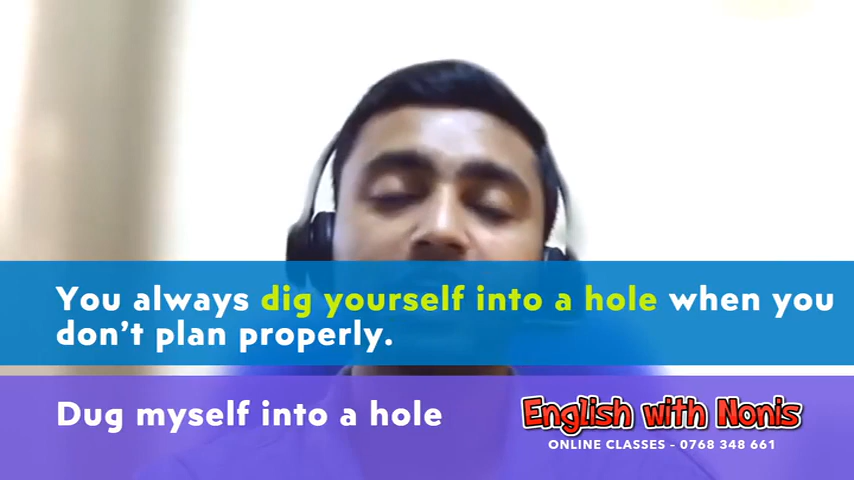 You always dig yourself into a hole when you
don't plan properly.
Dug myself into a hole
English with Nonis
ONLINE CLASSES - 0768 348 661